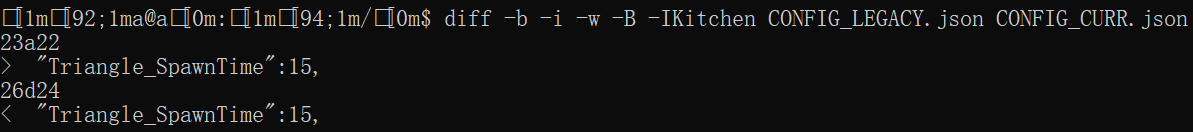 □[1m□[92;1ma@a□[0m:□[1m□[94;1m/□[0m$ diff -b -i -w -B -IKitchen CONFIG_LEGACY.json CONFIG_CURR.json
23a22
>  "Triangle_SpawnTime":15,
26d24
<  "Triangle_SpawnTime":15,